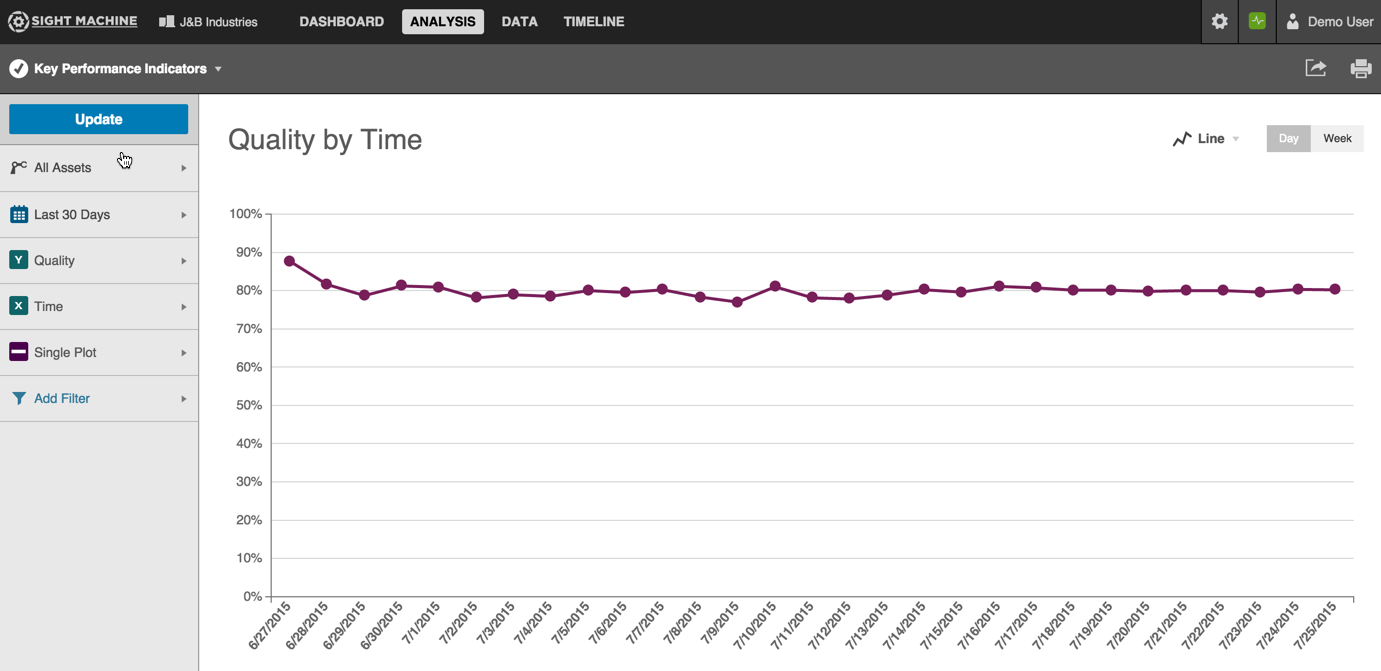 SIGHT MACHINE J&B Industries DASHBOARD ANALYSIS DATA TIMELINE Demo User
Key Performance Indicators
Update
All Assets
Last 30 Days
Y Quality
X Time
Single Plot
Add Filter
Quality by Time
Line Day Week
100%
90%
80%
70%
60%
50%
40%
30%
20%
10%
0%
6/27/2015 6/28/2015 6/29/2015 6/30/2015 7/1/2015 7/2/2015 7/3/2015 7/4/2015 7/5/2015 7/6/2015 7/7/2015 7/8/2015 7/9/2015 7/10/2015 7/11/2015 7/12/2015 7/13/2015 7/14/2015 7/15/2015 7/16/2015 7/17/2015 7/18/2015 7/19/2015 7/20/2015 7/21/2015 7/22/2015 7/23/2015 7/24/2015 7/25/2015